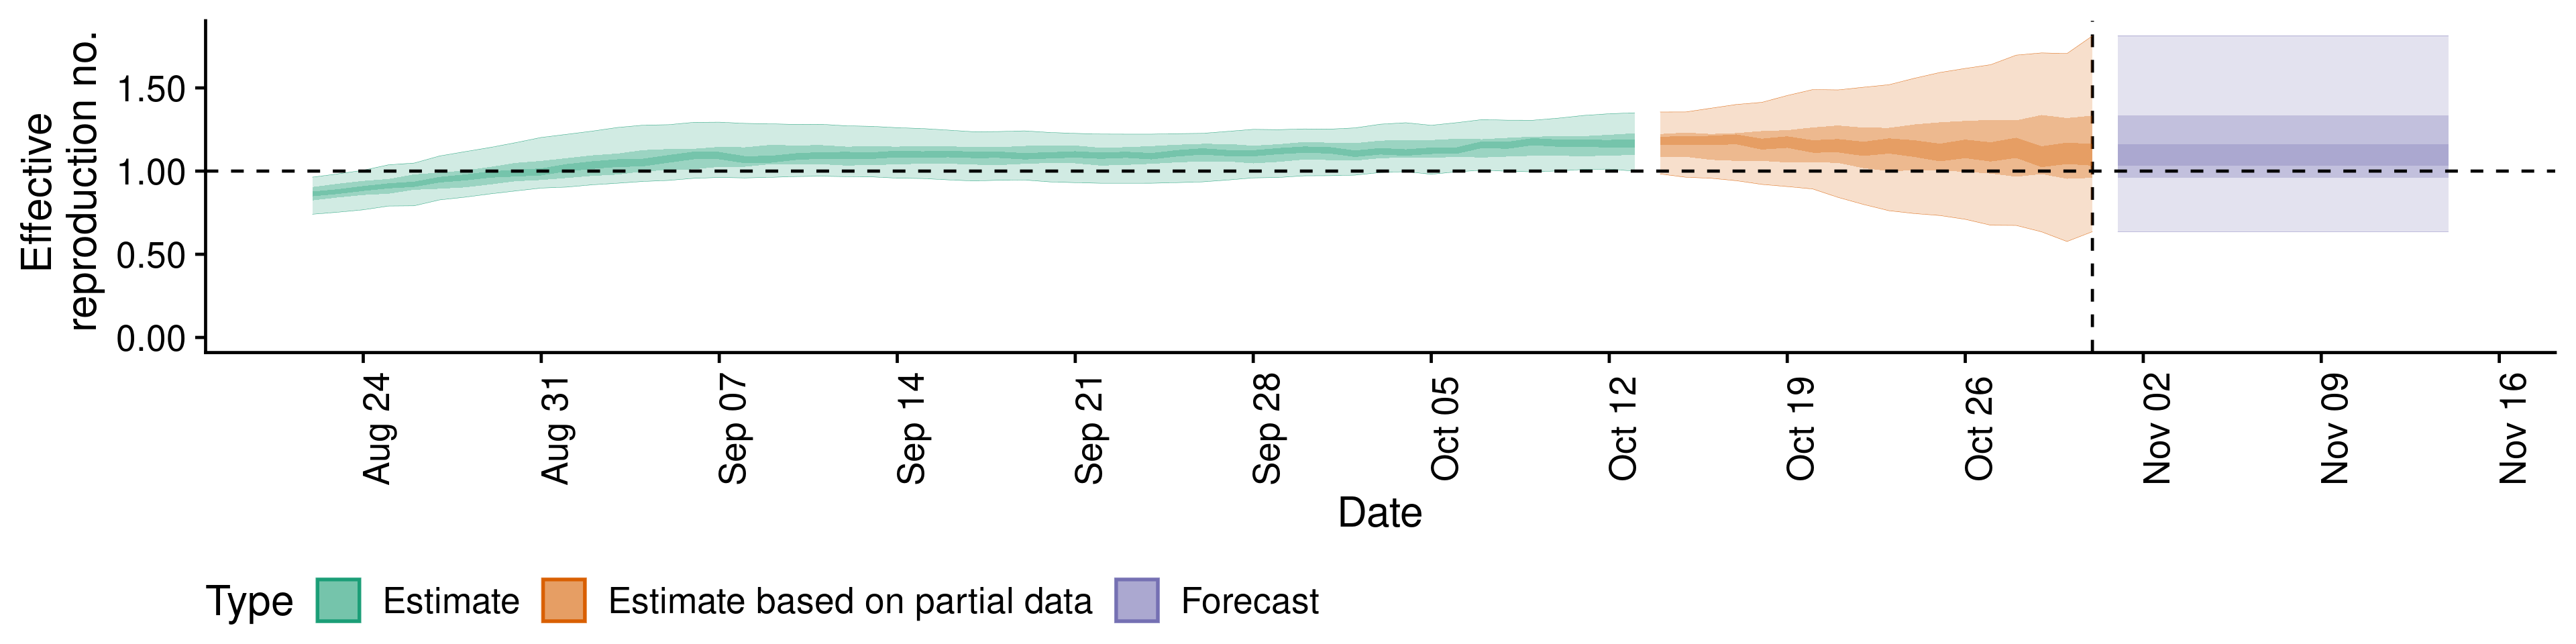 Effective
reproduction no.
1.50
1.00
0.50
0.00
Aug 24
Aug 31
Sep 07
Sep 14
Sep 21
Sep 28
Oct 05
Oct 12
Oct 19
Oct 26
Nov 02
Nov 09
Nov 16
Date
Type Estimate Estimate based on partial data Forecast